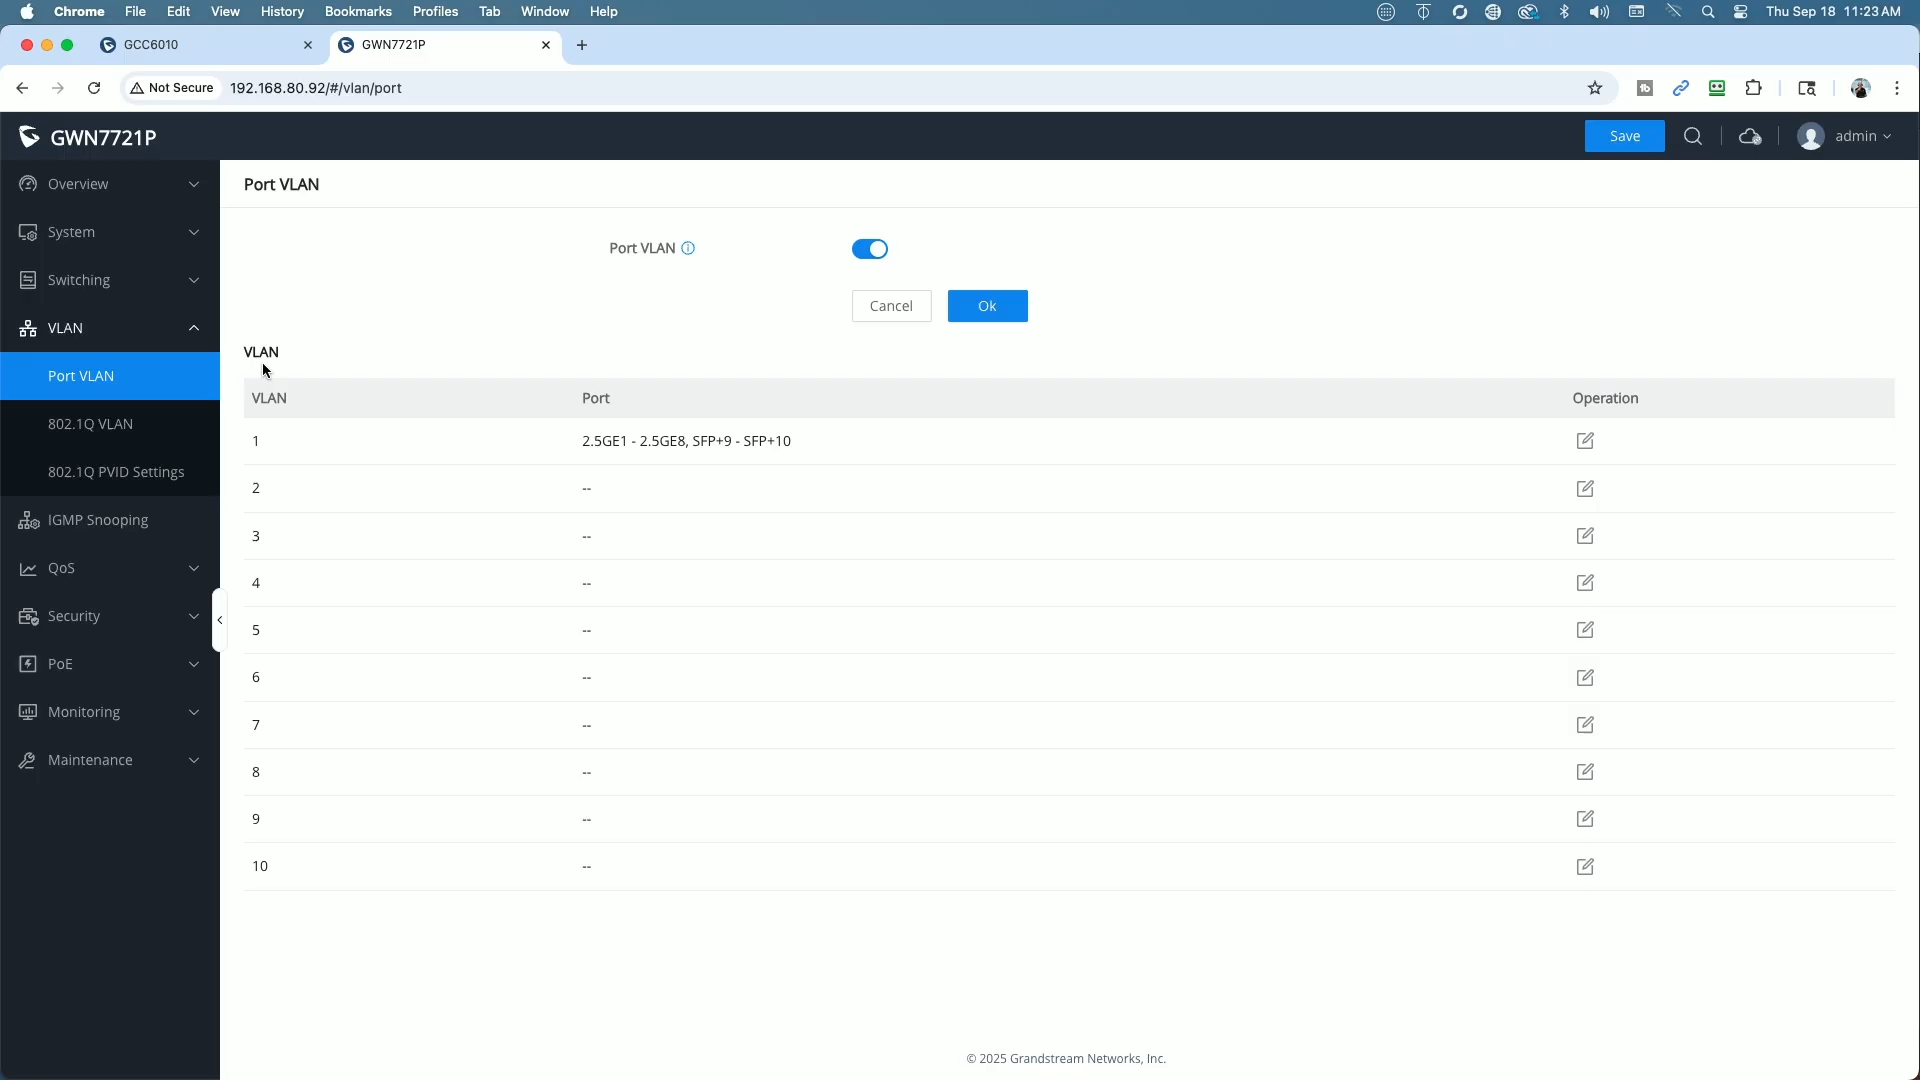 Chrome File Edit View History Bookmarks Profiles Tab Window Help Thu Sep 18 11:23 AM
GCC6010 GWN7721P
Not Secure 192.168.80.92/#/vlan/port
GWN7721P Save admin
Overview
System
Switching
VLAN
Port VLAN
802.1Q VLAN
802.1Q PVID Settings
IGMP Snooping
QoS
Security
PoE
Monitoring
Maintenance
Port VLAN
Port VLAN
Cancel Ok
VLAN
VLAN Port Operation
1 2.5GE1 - 2.5GE8, SFP+9 - SFP+10
2 --
3 --
4 --
5 --
6 --
7 --
8 --
9 --
10 --
© 2025 Grandstream Networks, Inc.